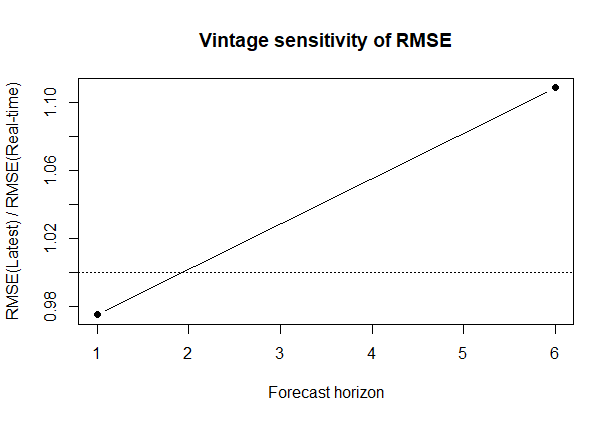 Vintage sensitivity of RMSE
RMSE(Latest) / RMSE(Real-time)
1.10
1.06
1.02
0.98
1 2 3 4 5 6
Forecast horizon